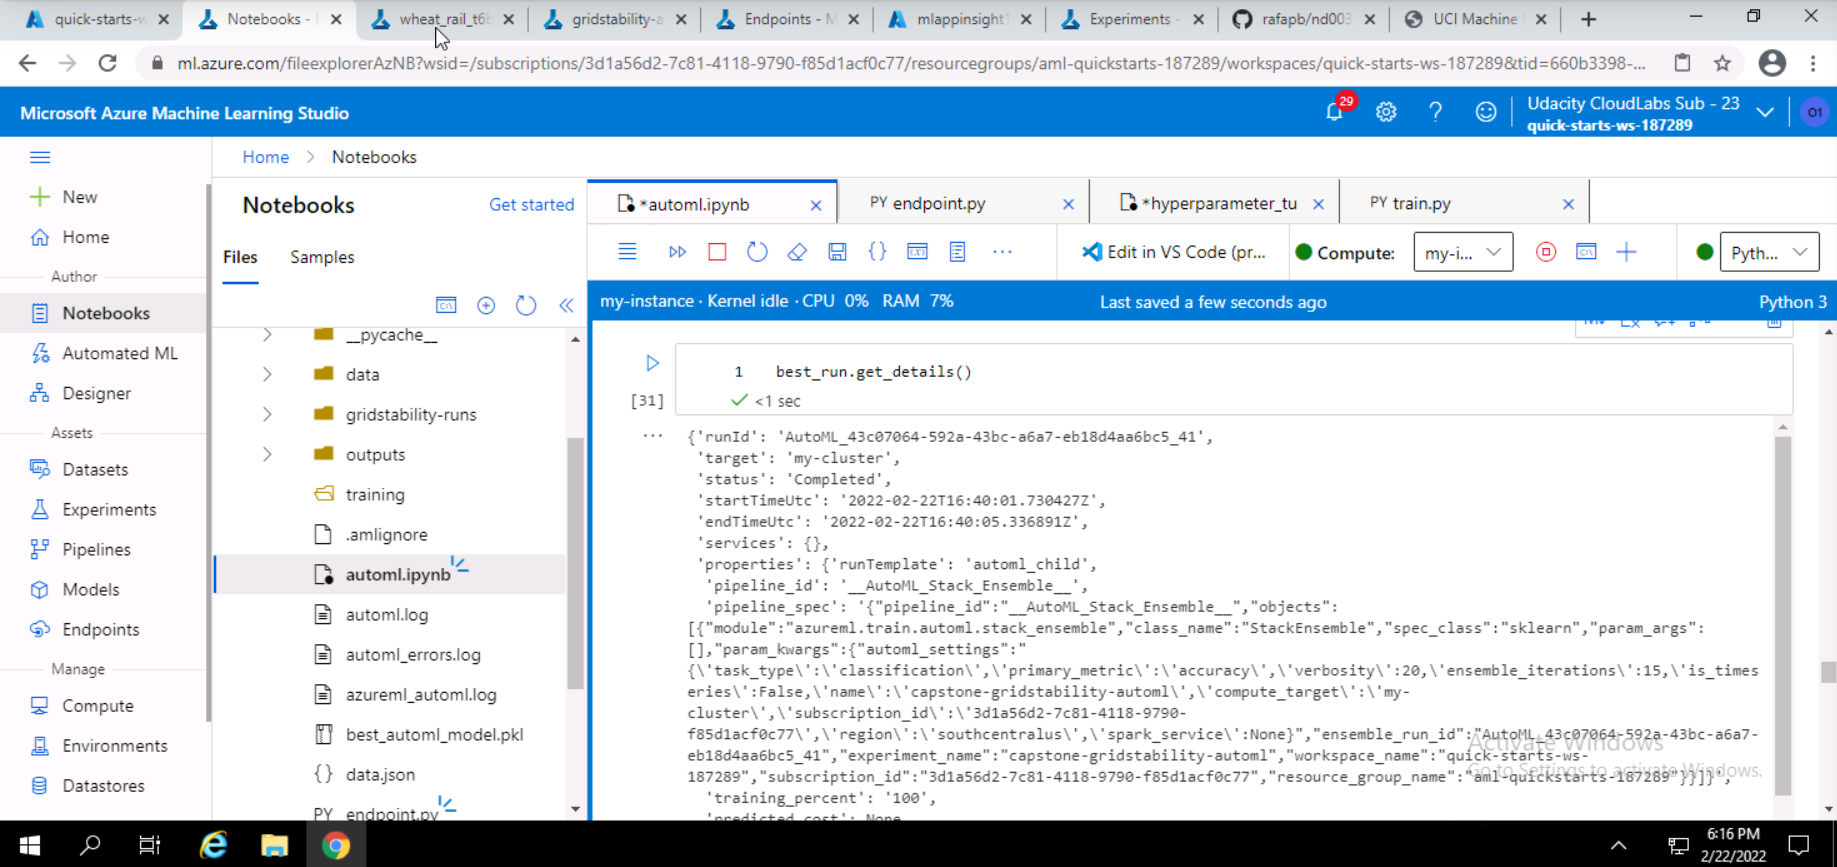 quick-starts-w
Notebooks -
wheat_rail_t6b
gridstability-a
Endpoints - M
mlappinsight
Experiments -
rafapb/nd003
UCI Machine
ml.azure.com/fileexplorerAzNB?wsid=/subscriptions/3d1a56d2-7c81-4118-9790-f85d1acf0c77/resourcegroups/aml-quickstarts-187289/workspaces/quick-starts-ws-187289&tid=660b3398-...
Microsoft Azure Machine Learning Studio
29
Udacity CloudLabs Sub - 23
quick-starts-ws-187289
O1
Home
Notebooks
New
Home
Author
Notebooks
Automated ML
Designer
Assets
Datasets
Experiments
Pipelines
Models
Endpoints
Manage
Compute
Environments
Datastores
Notebooks
Get started
Files
Samples
__pycache__
data
gridstability-runs
outputs
training
.amlignore
automl.ipynb
automl.log
automl_errors.log
azureml_automl.log
best_automl_model.pkl
{} data.json
PY endpoint.py
*automl.ipynb
PY endpoint.py
*hyperparameter_tu
PY train.py
Edit in VS Code (pr...
Compute:
my-i...
Pyth...
my-instance · Kernel idle · CPU 0% RAM 7%
Last saved a few seconds ago
Python 3
1 best_run.get_details()
[31]
<1 sec
{'runId': 'AutoML_43c07064-592a-43bc-a6a7-eb18d4aa6bc5_41',
'target': 'my-cluster',
'status': 'Completed',
'startTimeUtc': '2022-02-22T16:40:01.730427Z',
'endTimeUtc': '2022-02-22T16:40:05.336891Z',
'services': {},
'properties': {'runTemplate': 'automl_child',
'pipeline_id': '__AutoML_Stack_Ensemble__',
'pipeline_spec': '{"pipeline_id":"__AutoML_Stack_Ensemble__","objects":
[{"module":"azureml.train.automl.stack_ensemble","class_name":"StackEnsemble","spec_class":"sklearn","param_args":
[],"param_kwargs":{"automl_settings":"
{\'task_type\':\'classification\',\'primary_metric\':\'accuracy\',\'verbosity\':20,\'ensemble_iterations\':15,\'is_times
eries\':False,\'name\':\'capstone-gridstability-automl\',\'compute_target\':\'my-
cluster\',\'subscription_id\':\'3d1a56d2-7c81-4118-9790-
f85d1acf0c77\',\'region\':\'southcentralus\',\'spark_service\':None}","ensemble_run_id":"AutoML_43c07064-592a-43bc-a6a7-
eb18d4aa6bc5_41","experiment_name":"capstone-gridstability-automl","workspace_name":"quick-starts-ws-
187289","subscription_id":"3d1a56d2-7c81-4118-9790-f85d1acf0c77","resource_group_name":"aml-quickstarts-187289"}}]}',
'training_percent': '100',
'predicted_cost': None
Activate Windows
Go to Settings to activate Windows.
6:16 PM
2/22/2022